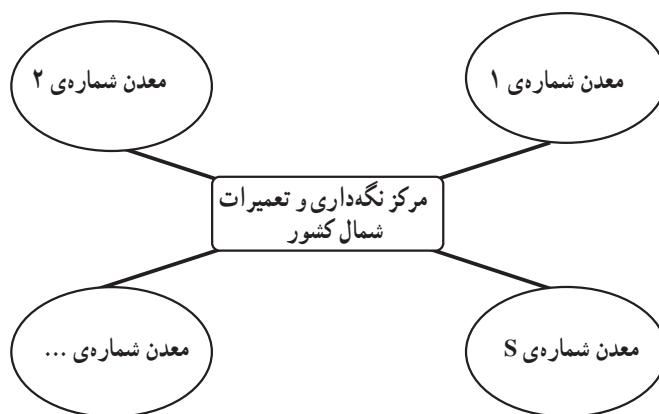 معدن شماره‌ی ۱
معدن شماره‌ی ۲
مرکز نگه‌داری و تعمیرات
شمال کشور
معدن شماره‌ی S
معدن شماره‌ی ...